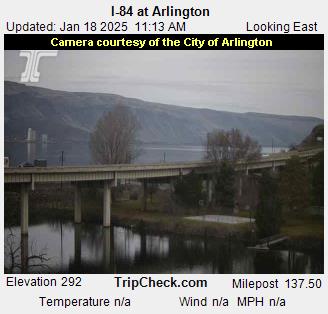 I-84 at Arlington
Updated: Jan 18 2025 11:13 AM Looking East
Camera courtesy of the City of Arlington
Elevation 292 TripCheck.com Milepost 137.50
Temperature n/a Wind n/a MPH n/a